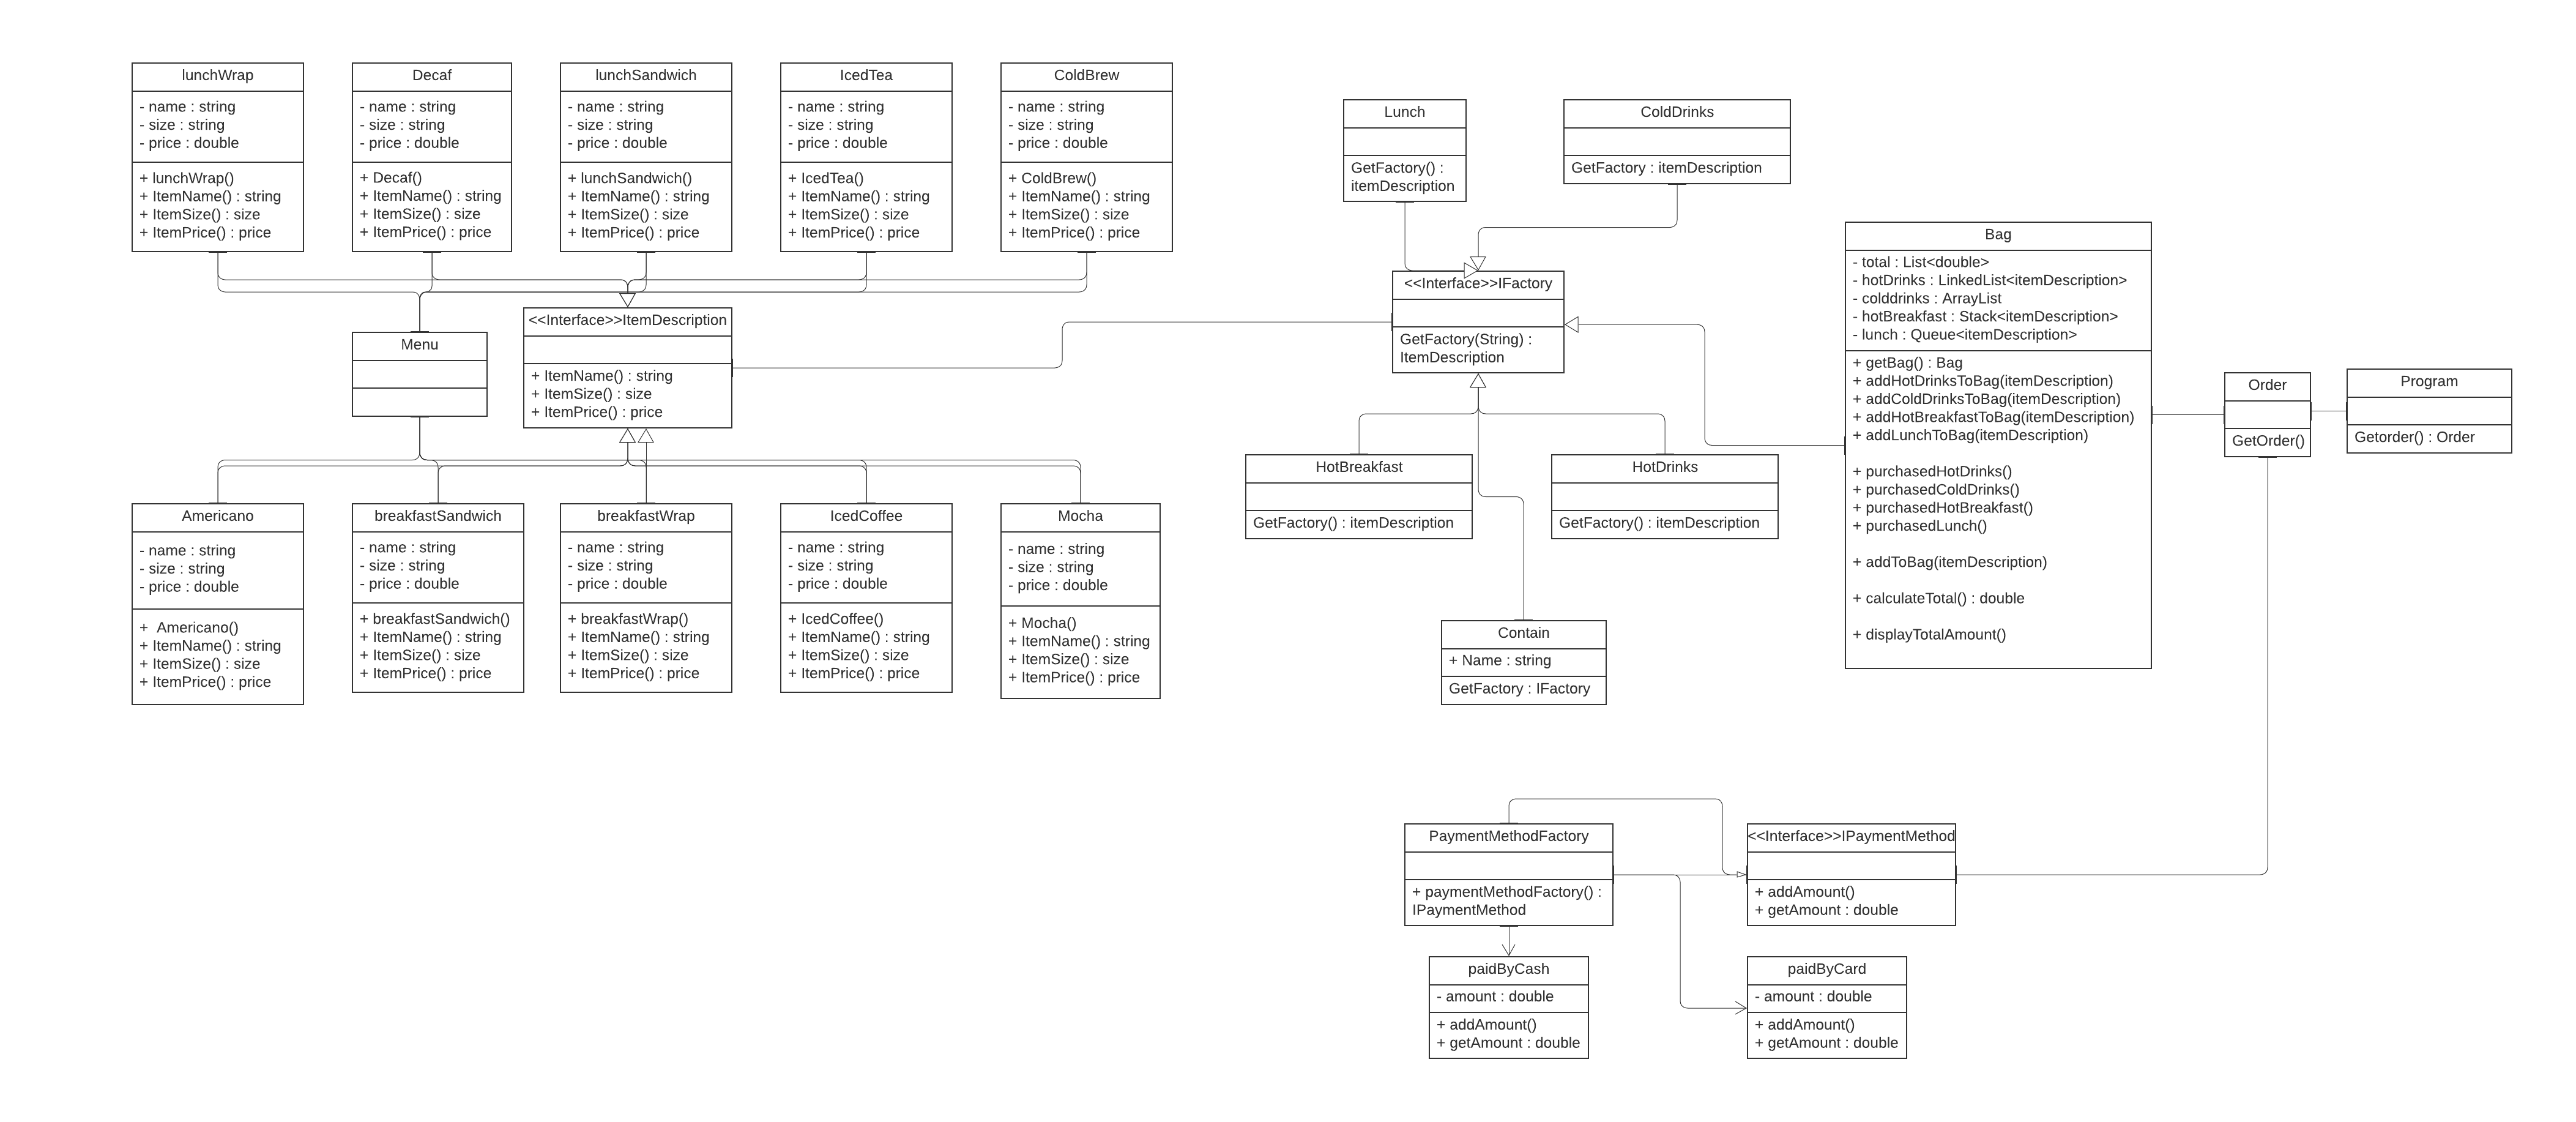 lunchWrap
- name : string
- size : string
- price : double
+ lunchWrap()
+ ItemName() : string
+ ItemSize() : size
+ ItemPrice() : price
Decaf
- name : string
- size : string
- price : double
+ Decaf()
+ ItemName() : string
+ ItemSize() : size
+ ItemPrice() : price
lunchSandwich
- name : string
- size : string
- price : double
+ lunchSandwich()
+ ItemName() : string
+ ItemSize() : size
+ ItemPrice() : price
IcedTea
- name : string
- size : string
- price : double
+ IcedTea()
+ ItemName() : string
+ ItemSize() : size
+ ItemPrice() : price
ColdBrew
- name : string
- size : string
- price : double
+ ColdBrew()
+ ItemName() : string
+ ItemSize() : size
+ ItemPrice() : price
Menu
<<Interface>>ItemDescription
+ ItemName() : string
+ ItemSize() : size
+ ItemPrice() : price
Americano
- name : string
- size : string
- price : double
+  Americano()
+ ItemName() : string
+ ItemSize() : size
+ ItemPrice() : price
breakfastSandwich
- name : string
- size : string
- price : double
+ breakfastSandwich()
+ ItemName() : string
+ ItemSize() : size
+ ItemPrice() : price
breakfastWrap
- name : string
- size : string
- price : double
+ breakfastWrap()
+ ItemName() : string
+ ItemSize() : size
+ ItemPrice() : price
IcedCoffee
- name : string
- size : string
- price : double
+ IcedCoffee()
+ ItemName() : string
+ ItemSize() : size
+ ItemPrice() : price
Mocha
- name : string
- size : string
- price : double
+ Mocha()
+ ItemName() : string
+ ItemSize() : size
+ ItemPrice() : price
Lunch
GetFactory() :
itemDescription
ColdDrinks
GetFactory : itemDescription
<<Interface>>IFactory
GetFactory(String) :
ItemDescription
HotBreakfast
GetFactory() : itemDescription
HotDrinks
GetFactory() : itemDescription
Contain
+ Name : string
GetFactory : IFactory
Bag
- total : List<double>
- hotDrinks : LinkedList<itemDescription>
- colddrinks : ArrayList
- hotBreakfast : Stack<itemDescription>
- lunch : Queue<itemDescription>
+ getBag() : Bag
+ addHotDrinksToBag(itemDescription)
+ addColdDrinksToBag(itemDescription)
+ addHotBreakfastToBag(itemDescription)
+ addLunchToBag(itemDescription)
+ purchasedHotDrinks()
+ purchasedColdDrinks()
+ purchasedHotBreakfast()
+ purchasedLunch()
+ addToBag(itemDescription)
+ calculateTotal() : double
+ displayTotalAmount()
Order
GetOrder()
Program
Getorder() : Order
PaymentMethodFactory
+ paymentMethodFactory() :
IPaymentMethod
<<Interface>>IPaymentMethod
+ addAmount()
+ getAmount : double
paidByCash
- amount : double
+ addAmount()
+ getAmount : double
paidByCard
- amount : double
+ addAmount()
+ getAmount : double